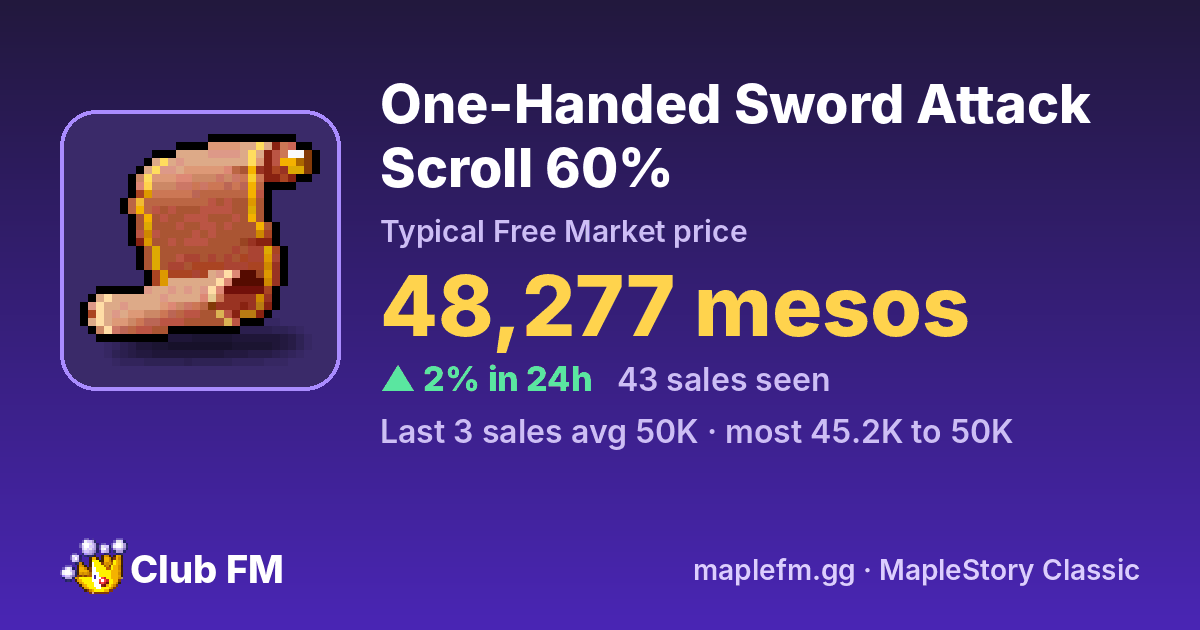 One-Handed Sword Attack
Scroll 60%
Typical Free Market price
48,277 mesos
▲ 2% in 24h 43 sales seen
Last 3 sales avg 50K · most 45.2K to 50K
Club FM
maplefm.gg · MapleStory Classic